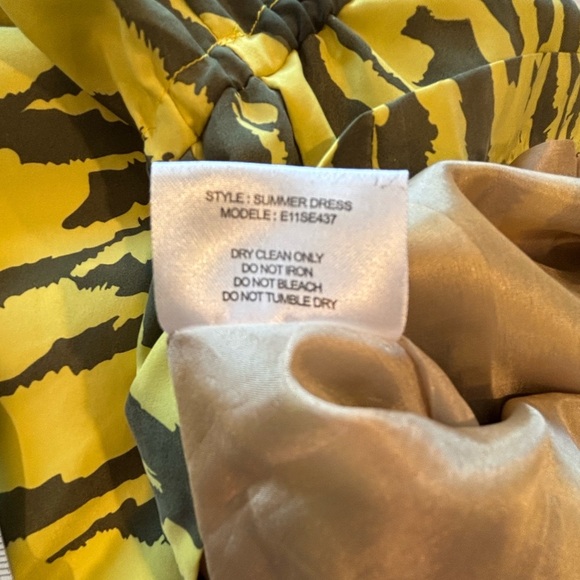 STYLE : SUMMER DRESS
MODELE : E11SE437
DRY CLEAN ONLY
DO NOT IRON
DO NOT BLEACH
DO NOT TUMBLE DRY